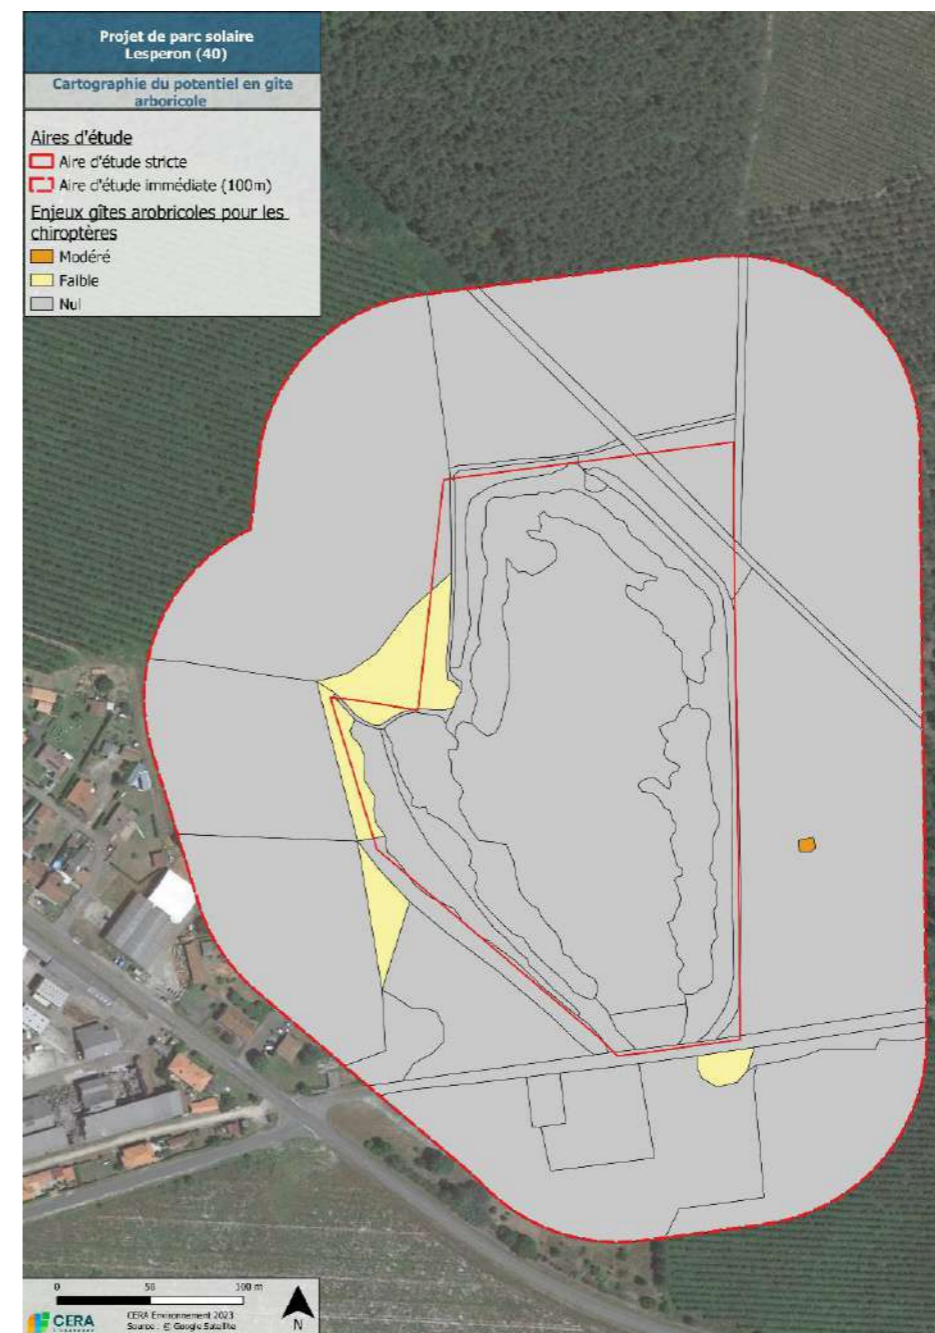 Projet de parc solaire
Lesperon (40)
Cartographie du potentiel en gîte
arboricole
Aires d'étude
Aire d'étude stricte
Aire d'étude immédiate (100m)
Enjeux gîtes arobricoles pour les
chiroptères
Modéré
Faible
Nul
0 50 100 m
CERA Environnement 2023
Source : © Google Satellite
CERA
N